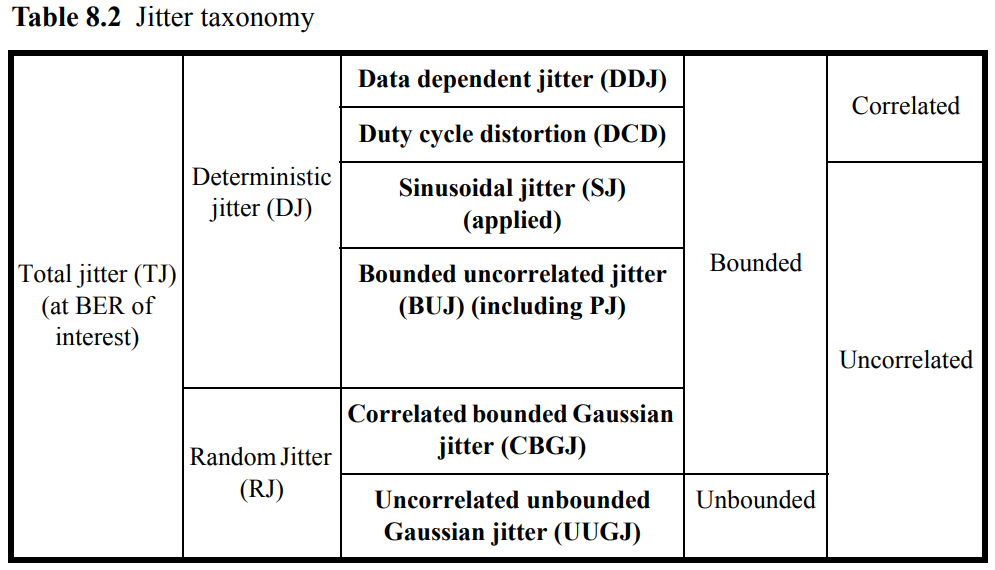 Table 8.2 Jitter taxonomy
Total jitter (TJ)
(at BER of
interest)
Deterministic
jitter (DJ)
Data dependent jitter (DDJ)
Duty cycle distortion (DCD)
Sinusoidal jitter (SJ)
(applied)
Bounded uncorrelated jitter
(BUJ) (including PJ)
Random Jitter
(RJ)
Correlated bounded Gaussian
jitter (CBGJ)
Uncorrelated unbounded
Gaussian jitter (UUGJ)
Bounded
Unbounded
Correlated
Uncorrelated